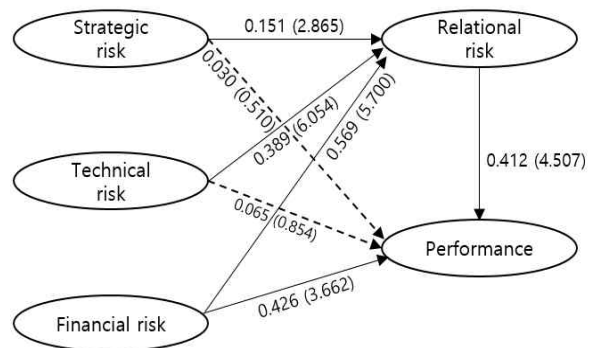 Strategic
risk
0.151 (2.865)
Relational
risk
0.030 (0.510)
0.389 (6.054)
0.569 (5.700)
Technical
risk
0.412 (4.507)
0.065 (0.854)
Performance
0.426 (3.662)
Financial risk